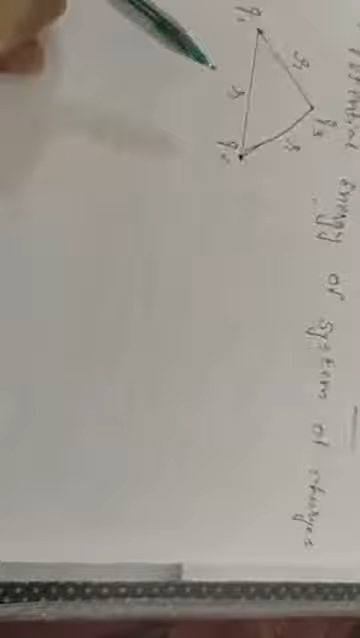 Potential energy of system of charges
q₁
r₂
q₃
r₁
r₃
q₂